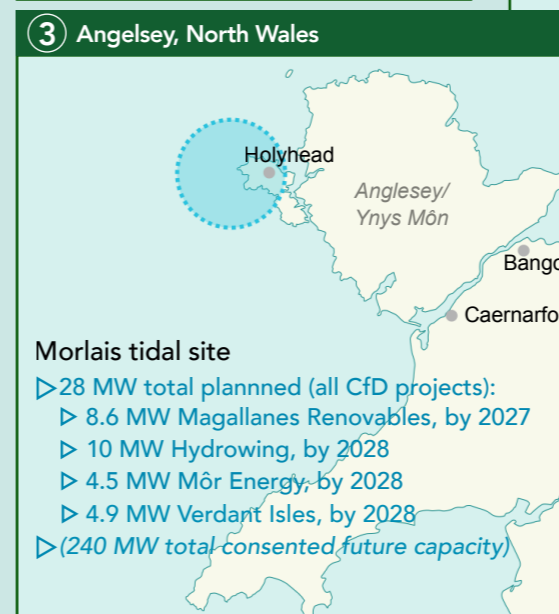 3 Angelsey, North Wales
Holyhead
Anglesey/
Ynys Môn
Bango
Caernarfo
Morlais tidal site
▷28 MW total plannned (all CfD projects):
▷ 8.6 MW Magallanes Renovables, by 2027
▷ 10 MW Hydrowing, by 2028
▷ 4.5 MW Môr Energy, by 2028
▷ 4.9 MW Verdant Isles, by 2028
▷(240 MW total consented future capacity)